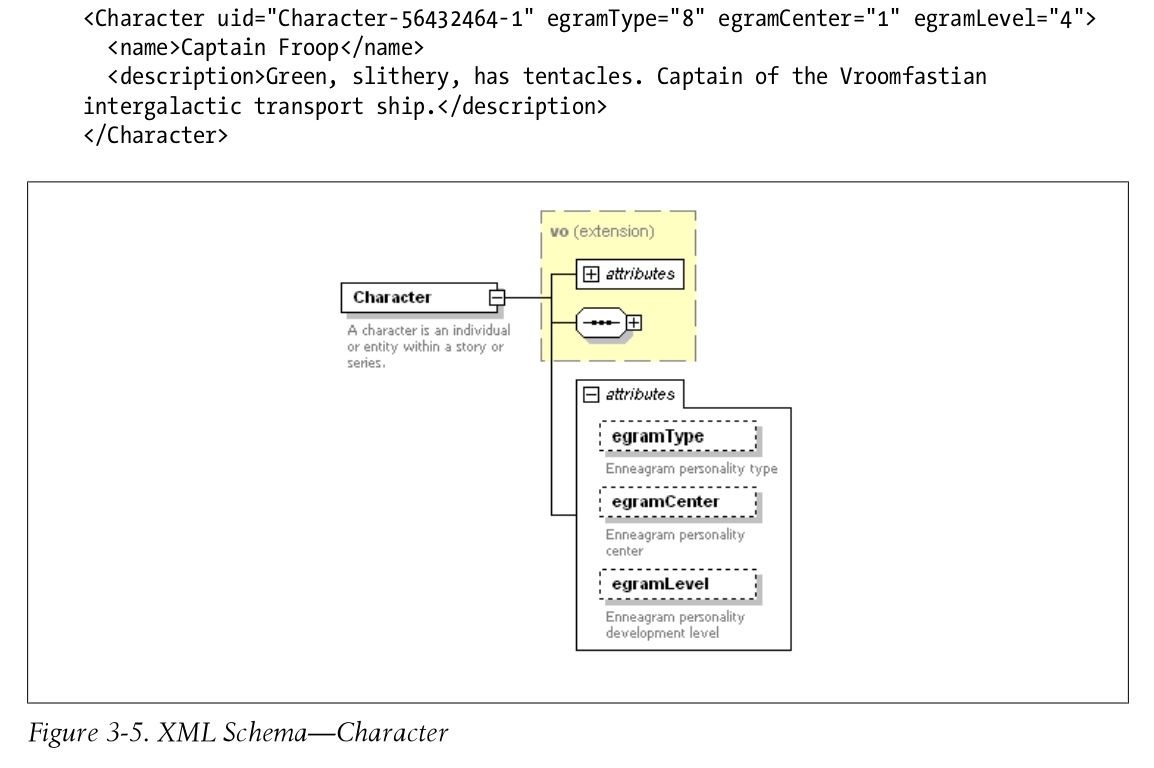 <Character uid="Character-56432464-1" egramType="8" egramCenter="1" egramLevel="4">
<name>Captain Froop</name>
<description>Green, slithery, has tentacles. Captain of the Vroomfastian
intergalactic transport ship.</description>
</Character>
vo (extension)
attributes
Character
A character is an individual
or entity within a story or
series.
attributes
egramType
Enneagram personality type
egramCenter
Enneagram personality
center
egramLevel
Enneagram personality
development level
Figure 3-5. XML Schema—Character